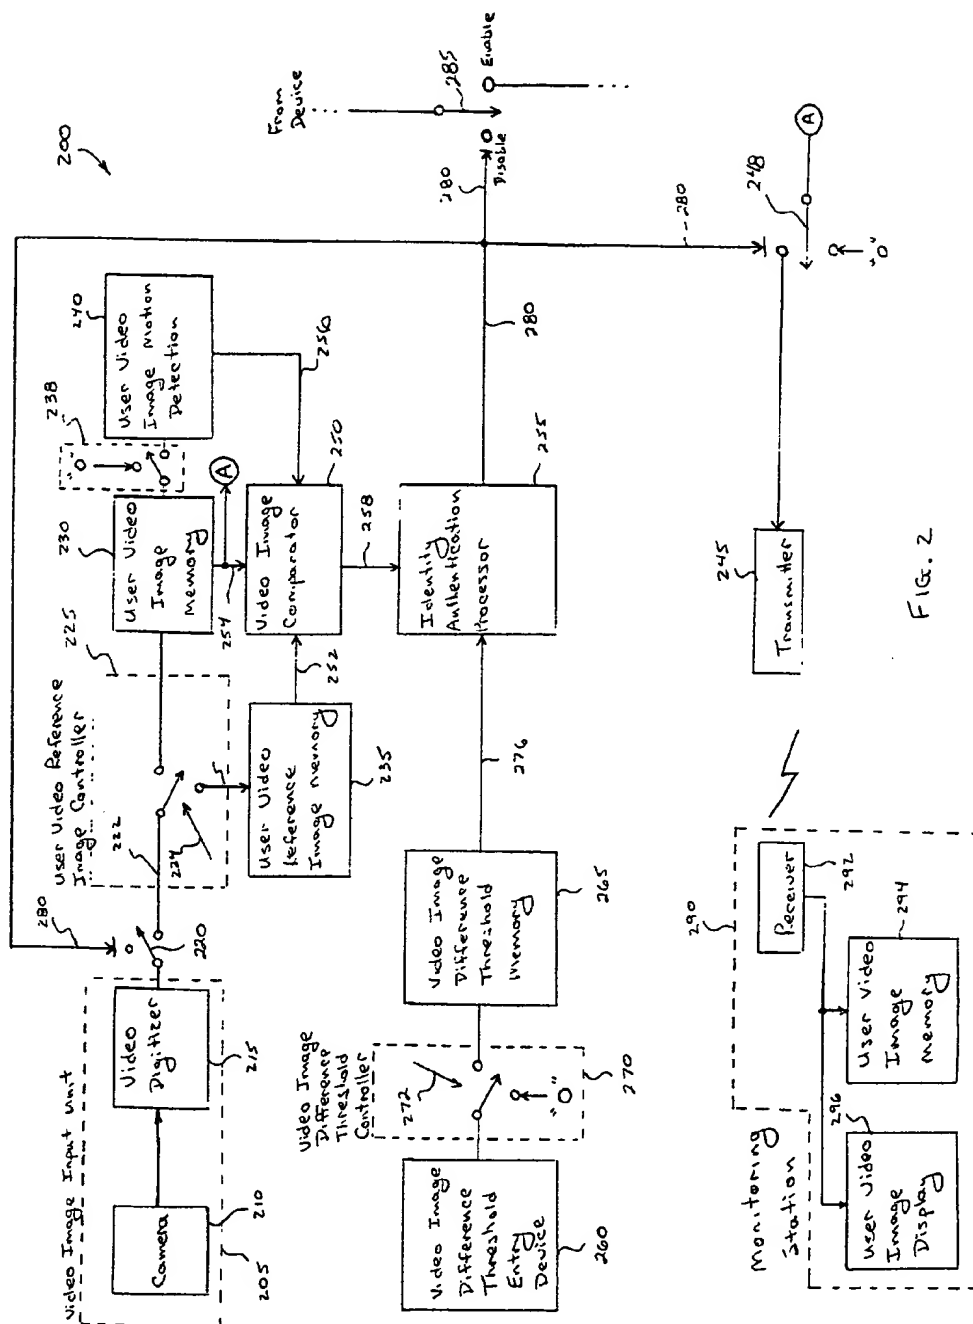 200
From
Device
285
Enable
Disable
280
280
280
280
248
A
"0"
240
User Video
Image Motion
Detection
256
238
"0"
A
230
User Video
Image
Memory
254
225
User Video Reference
Image Controller
222
224
280
220
Video Image Input Unit
Video
Digitizer
215
Camera
210
205
Video Image
Comparator
250
252
258
User Video
Reference
Image Memory
235
Identity
Authentication
Processor
255
276
Video Image
Difference
Threshold
Memory
265
Video Image
Difference
Threshold
Controller
272
"0"
270
Video Image
Difference
Threshold
Entry
Device
260
Transmitter
245
FIG. 2
290
Receiver
292
294
User Video
Image
Memory
296
User Video
Image
Display
Monitoring
Station